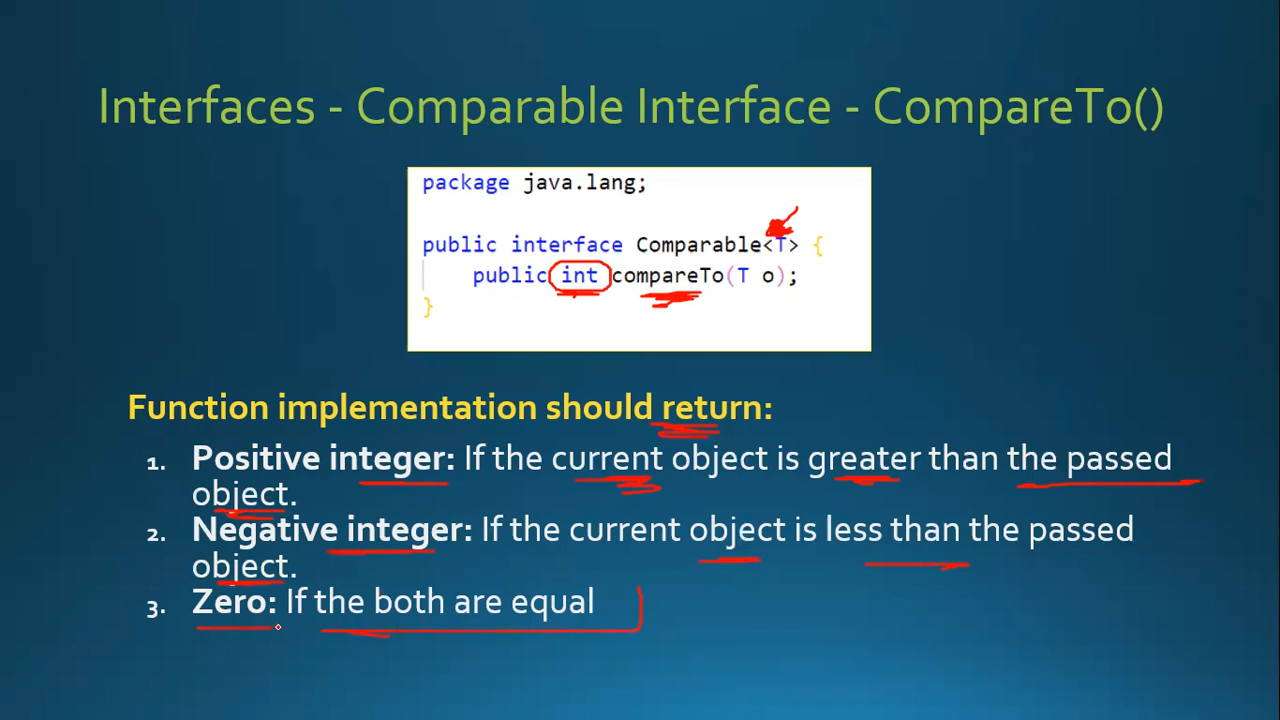 Interfaces - Comparable Interface - CompareTo()
package java.lang;
public interface Comparable<T> {
public int compareTo(T o);
}
Function implementation should return:
1. Positive integer: If the current object is greater than the passed
object.
2. Negative integer: If the current object is less than the passed
object.
3. Zero: If the both are equal